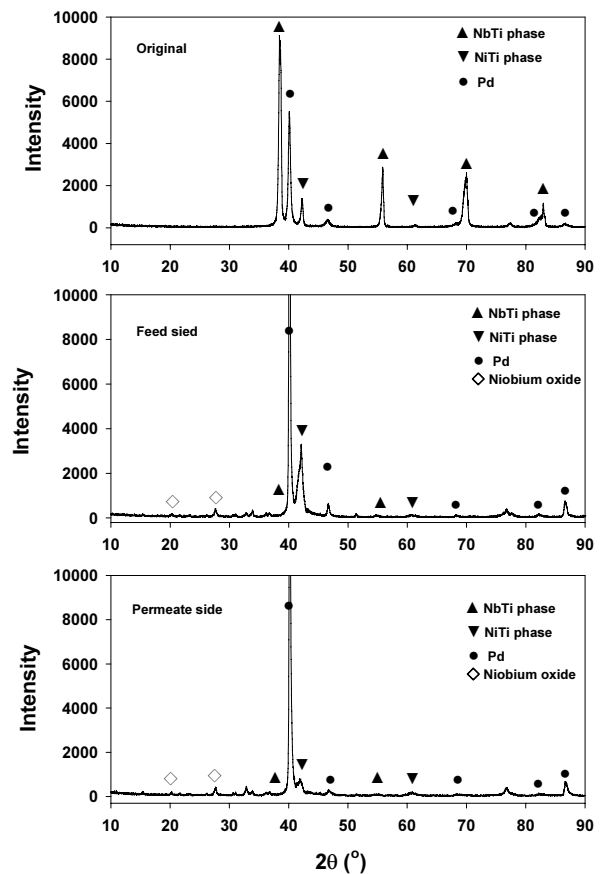 10000
8000
6000
4000
2000
0
Intensity
Original
NbTi phase
NiTi phase
Pd
10 20 30 40 50 60 70 80 90
10000
8000
6000
4000
2000
0
Intensity
Feed sied
NbTi phase
NiTi phase
Pd
Niobium oxide
10 20 30 40 50 60 70 80 90
10000
8000
6000
4000
2000
0
Intensity
Permeate side
NbTi phase
NiTi phase
Pd
Niobium oxide
10 20 30 40 50 60 70 80 90
2θ (°)